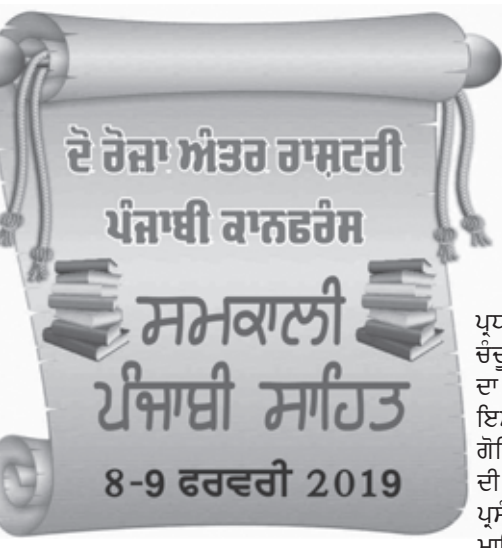 ਦੋ ਰੋਜ਼ਾ ਅੰਤਰ ਰਾਸ਼ਟਰੀ
ਪੰਜਾਬੀ ਕਾਨਫਰੰਸ
ਸਮਕਾਲੀ
ਪੰਜਾਬੀ ਸਾਹਿਤ
8-9 ਫਰਵਰੀ 2019
ਦਾ
ਦੀ